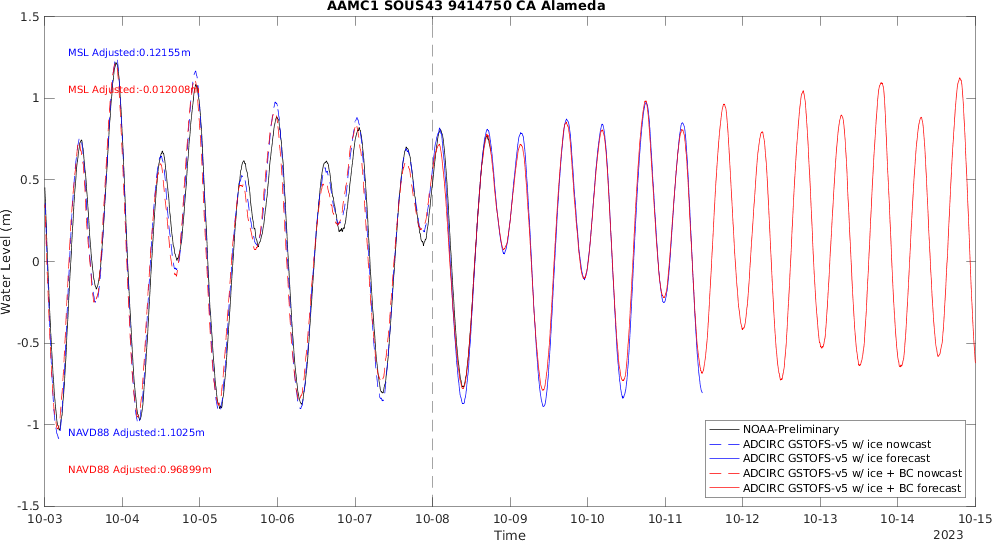 AAMC1 SOUS43 9414750 CA Alameda
1.5
1
0.5
0
-0.5
-1
-1.5
Water Level (m)
MSL Adjusted:0.12155m
MSL Adjusted:-0.012008m
NAVD88 Adjusted:1.1025m
NAVD88 Adjusted:0.96899m
NOAA-Preliminary
ADCIRC GSTOFS-v5 w/ ice nowcast
ADCIRC GSTOFS-v5 w/ ice forecast
ADCIRC GSTOFS-v5 w/ ice + BC nowcast
ADCIRC GSTOFS-v5 w/ ice + BC forecast
10-03 10-04 10-05 10-06 10-07 10-08 10-09 10-10 10-11 10-12 10-13 10-14 10-15
Time
2023